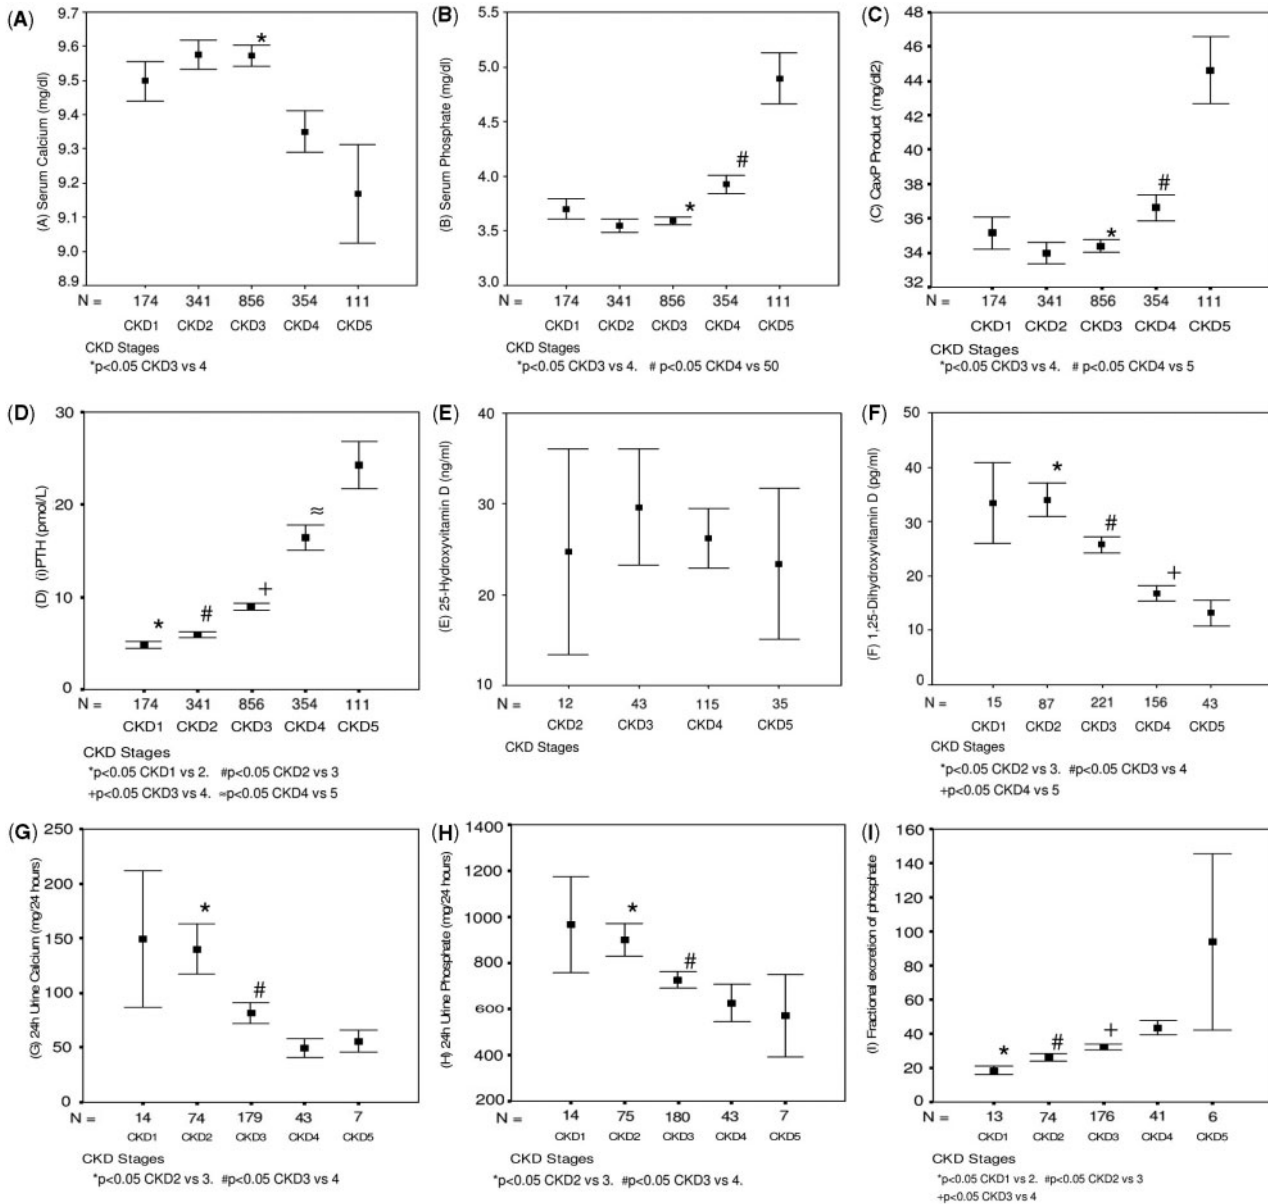 (A)
(A) Serum Calcium (mg/dl)
9.7
9.6
9.5
9.4
9.3
9.2
9.1
9.0
8.9
*
N = 174 341 856 354 111
CKD1 CKD2 CKD3 CKD4 CKD5
CKD Stages
*p<0.05 CKD3 vs 4
(B)
(B) Serum Phosphate (mg/dl)
5.5
5.0
4.5
4.0
3.5
3.0
* #
N = 174 341 856 354 111
CKD1 CKD2 CKD3 CKD4 CKD5
CKD Stages
*p<0.05 CKD3 vs 4. # p<0.05 CKD4 vs 50
(C)
(C) CaxP Product (mg/dl2)
48
46
44
42
40
38
36
34
32
* #
N = 174 341 856 354 111
CKD1 CKD2 CKD3 CKD4 CKD5
CKD Stages
*p<0.05 CKD3 vs 4. # p<0.05 CKD4 vs 5
(D)
(D) (i)PTH (pmol/L)
30
20
10
0
* # + ≈
N = 174 341 856 354 111
CKD1 CKD2 CKD3 CKD4 CKD5
CKD Stages
*p<0.05 CKD1 vs 2. #p<0.05 CKD2 vs 3
+p<0.05 CKD3 vs 4. ≈p<0.05 CKD4 vs 5
(E)
(E) 25-Hydroxyvitamin D (ng/ml)
40
30
20
10
N = 12 43 115 35
CKD2 CKD3 CKD4 CKD5
CKD Stages
(F)
(F) 1,25-Dihydroxyvitamin D (pg/ml)
50
40
30
20
10
0
* # +
N = 15 87 221 156 43
CKD1 CKD2 CKD3 CKD4 CKD5
CKD Stages
*p<0.05 CKD2 vs 3. #p<0.05 CKD3 vs 4
+p<0.05 CKD4 vs 5
(G)
(G) 24h Urine Calcium (mg/24 hours)
250
200
150
100
50
0
* #
N = 14 74 179 43 7
CKD1 CKD2 CKD3 CKD4 CKD5
CKD Stages
*p<0.05 CKD2 vs 3. #p<0.05 CKD3 vs 4
(H)
(H) 24h Urine Phosphate (mg/24 hours)
1400
1200
1000
800
600
400
200
* #
N = 14 75 180 43 7
CKD1 CKD2 CKD3 CKD4 CKD5
CKD Stages
*p<0.05 CKD2 vs 3. #p<0.05 CKD3 vs 4.
(I)
(I) Fractional excretion of phosphate
160
140
120
100
80
60
40
20
0
* # +
N = 13 74 176 41 6
CKD1 CKD2 CKD3 CKD4 CKD5
CKD Stages
*p<0.05 CKD1 vs 2. #p<0.05 CKD2 vs 3
+p<0.05 CKD3 vs 4